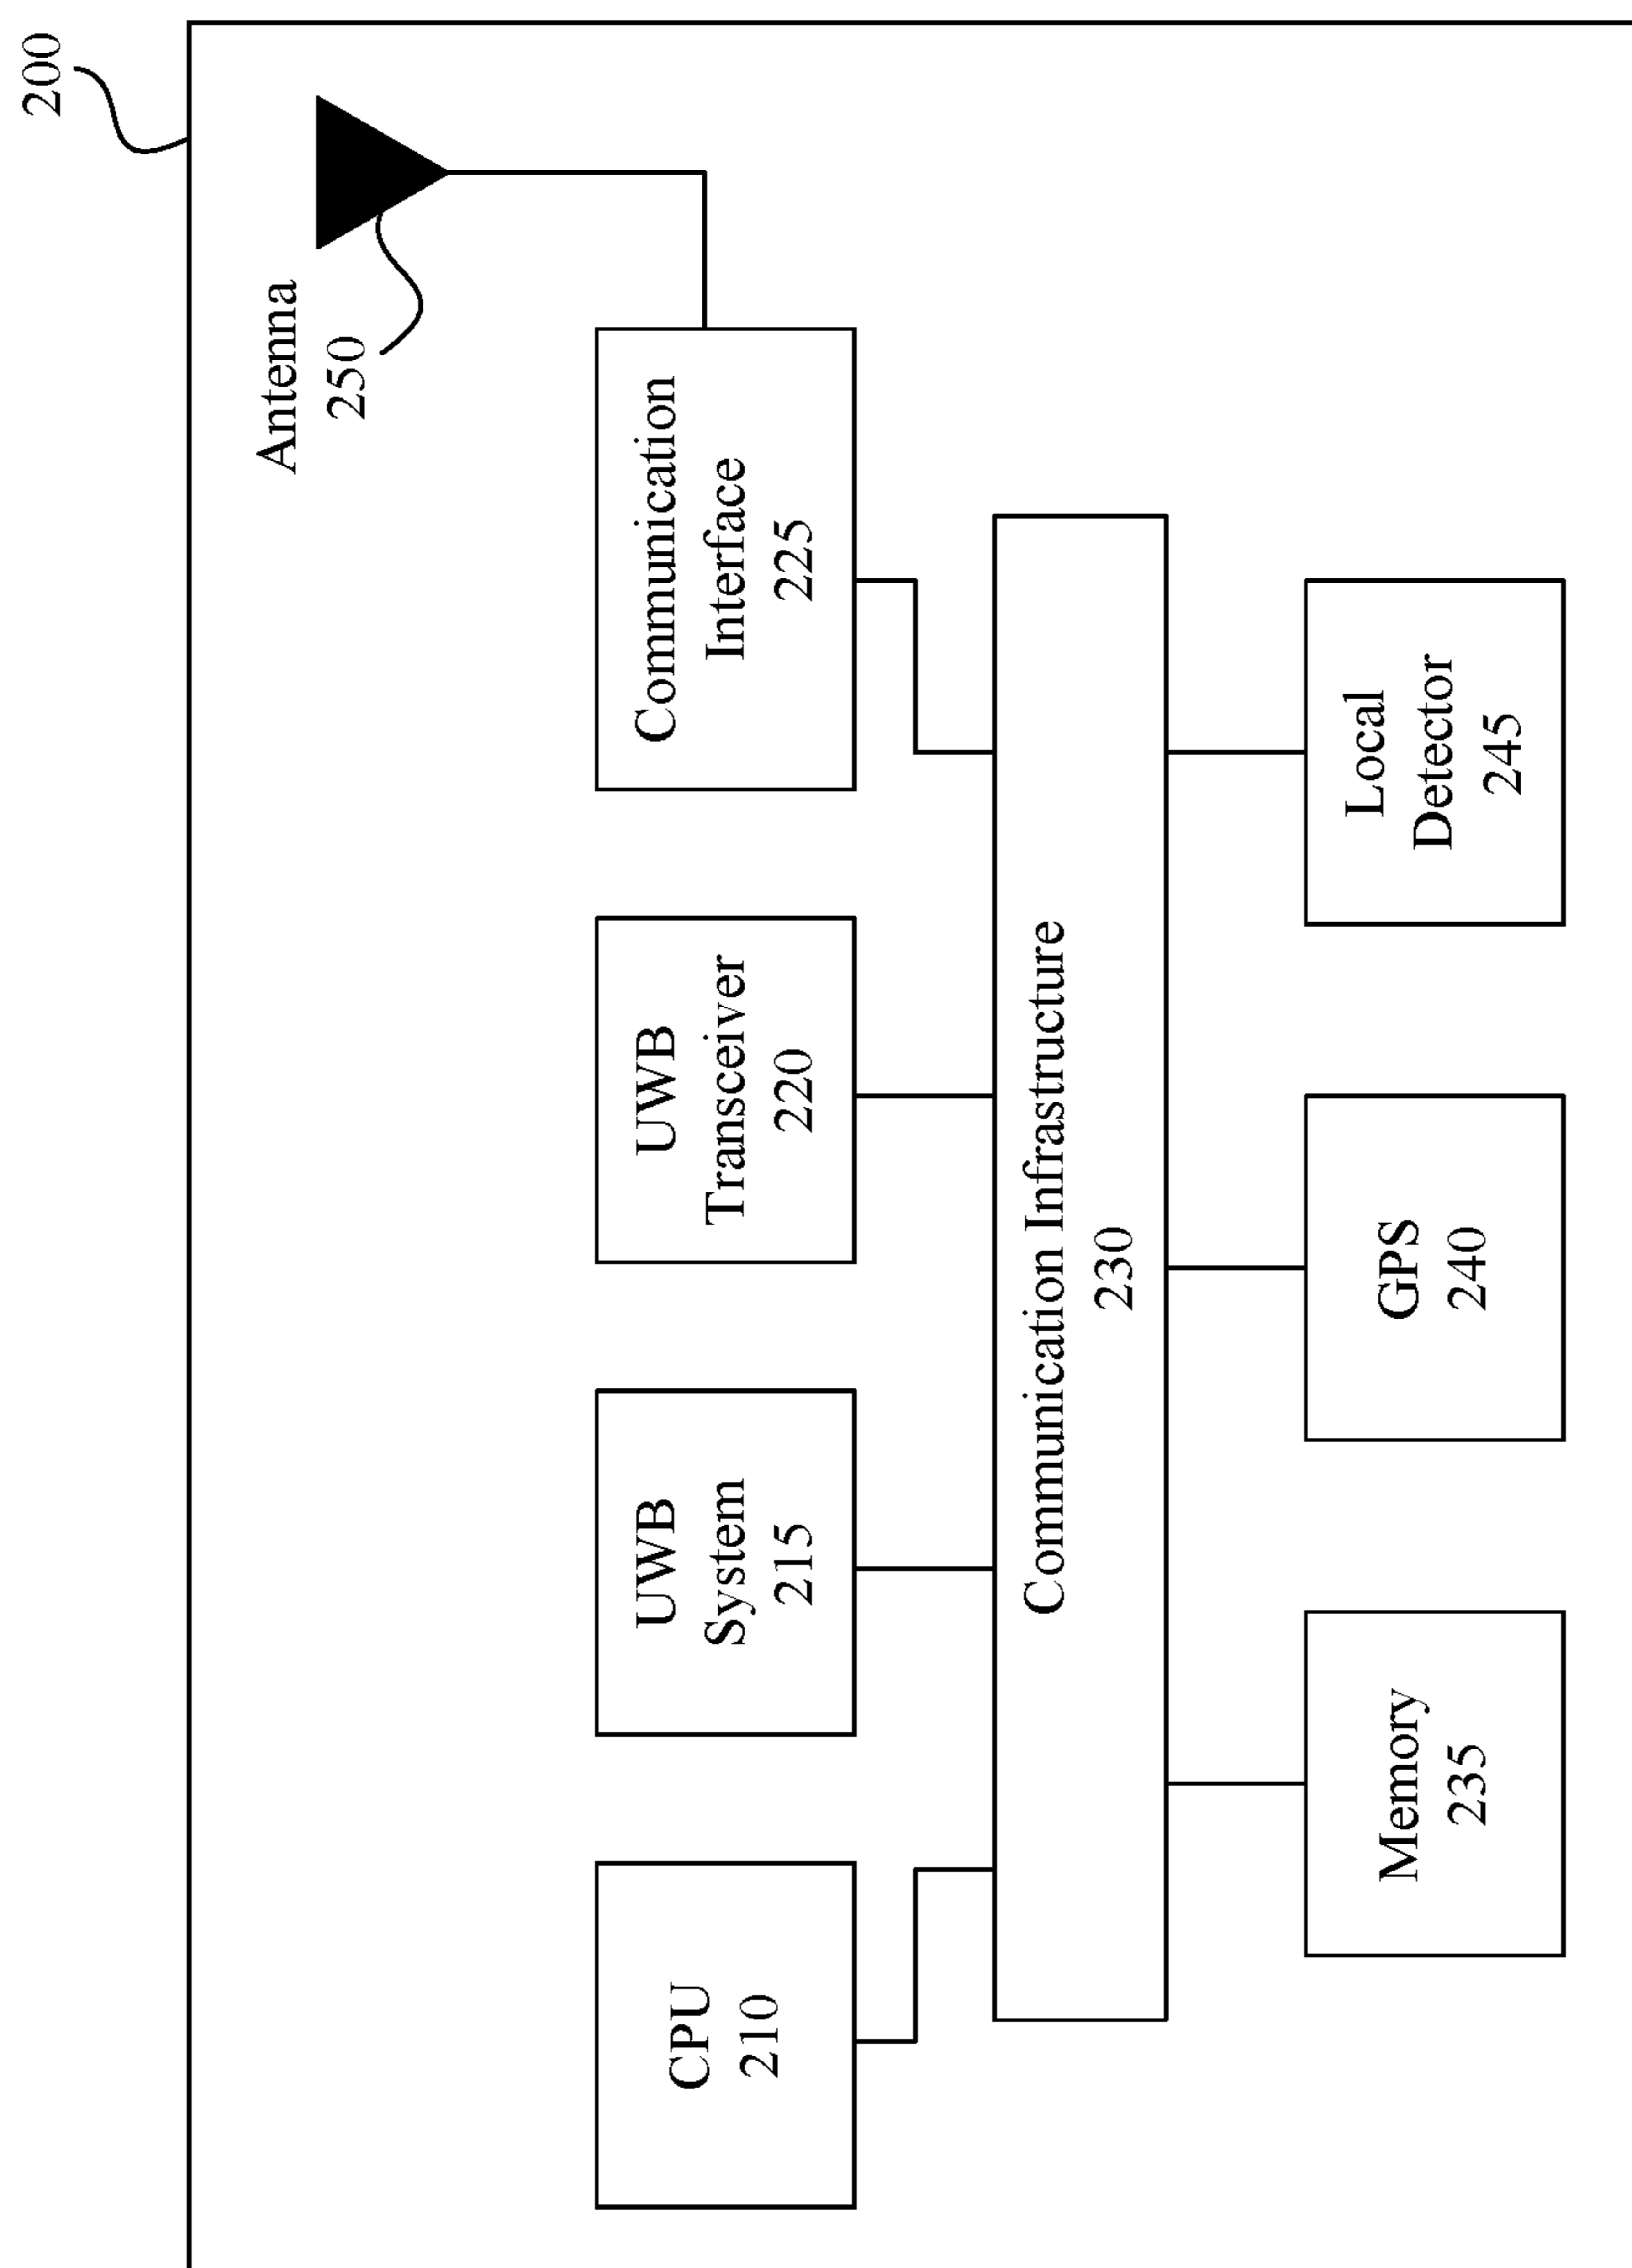 200
Antenna
250
CPU
210
UWB
System
215
UWB
Transceiver
220
Communication
Interface
225
Communication Infrastructure
230
Memory
235
GPS
240
Local
Detector
245